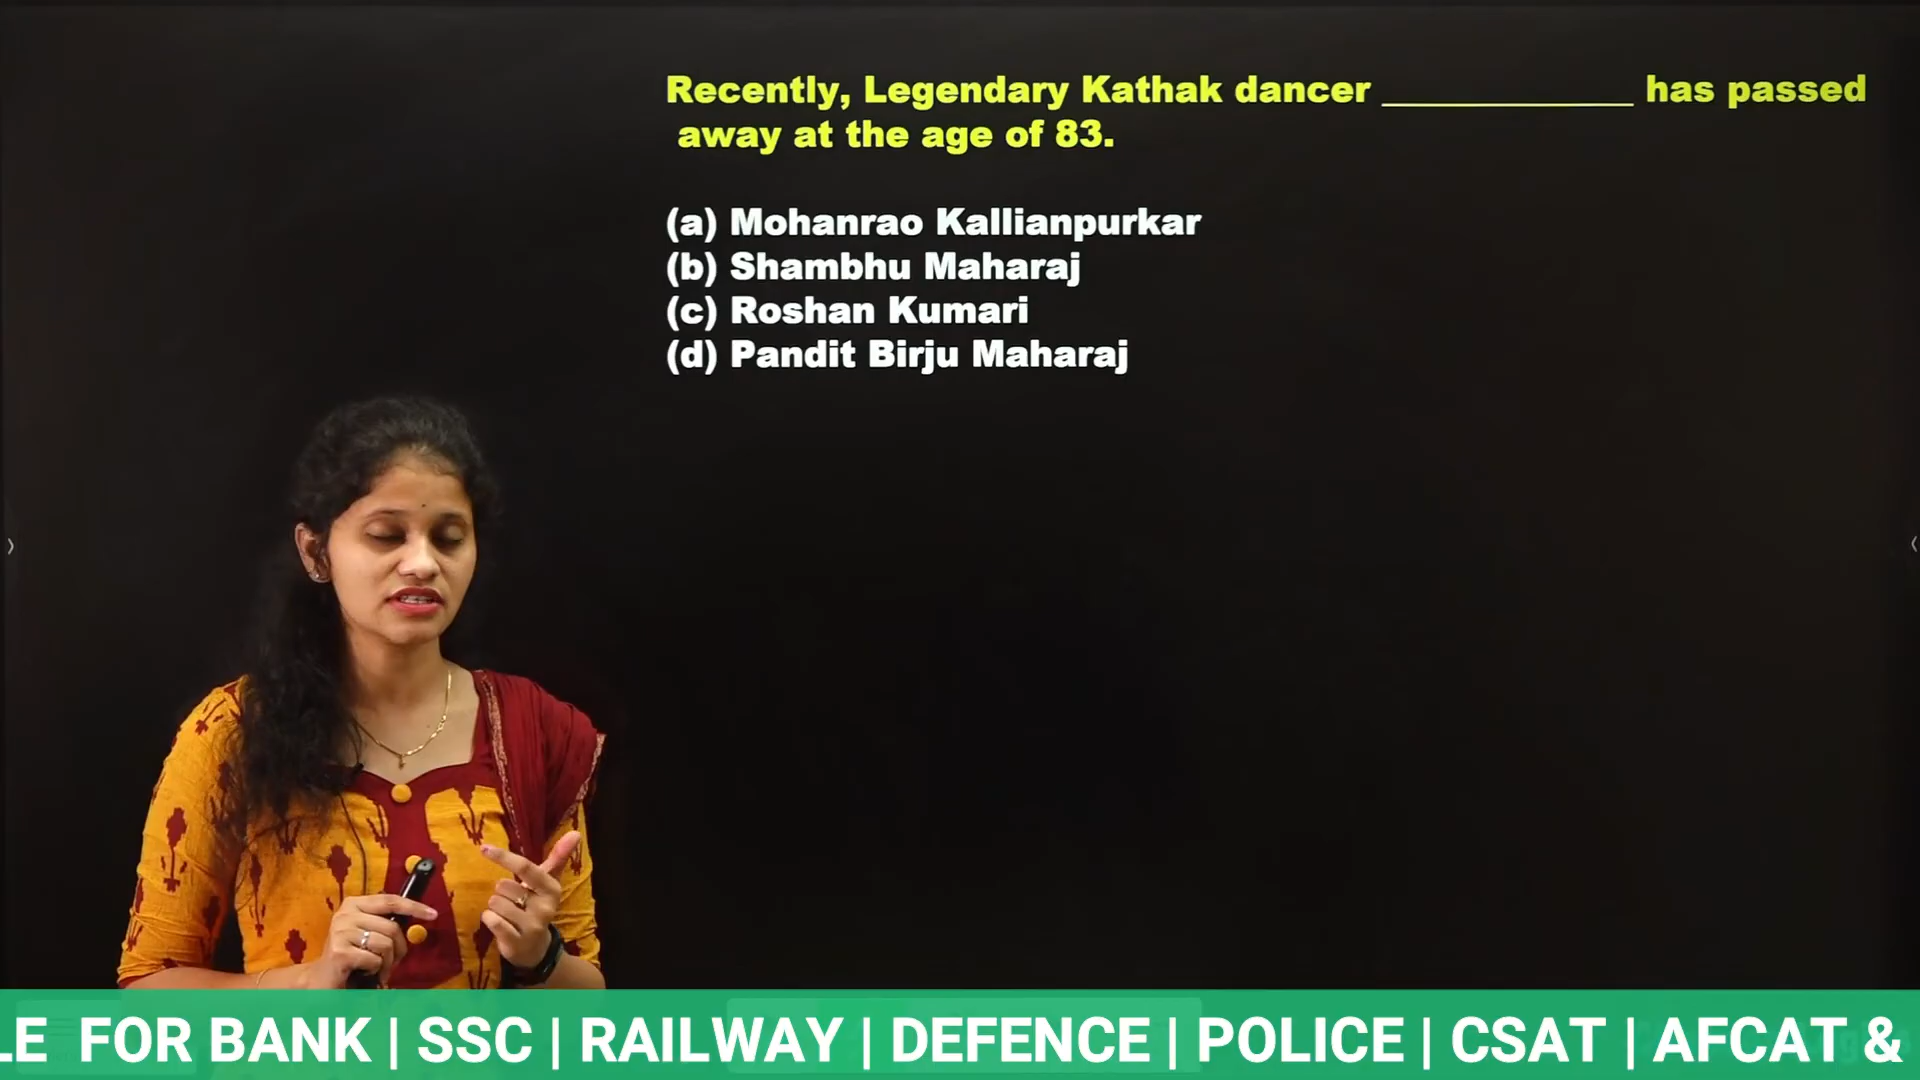 Recently, Legendary Kathak dancer ____________ has passed
away at the age of 83.
(a) Mohanrao Kallianpurkar
(b) Shambhu Maharaj
(c) Roshan Kumari
(d) Pandit Birju Maharaj
LE FOR BANK | SSC | RAILWAY | DEFENCE | POLICE | CSAT | AFCAT &